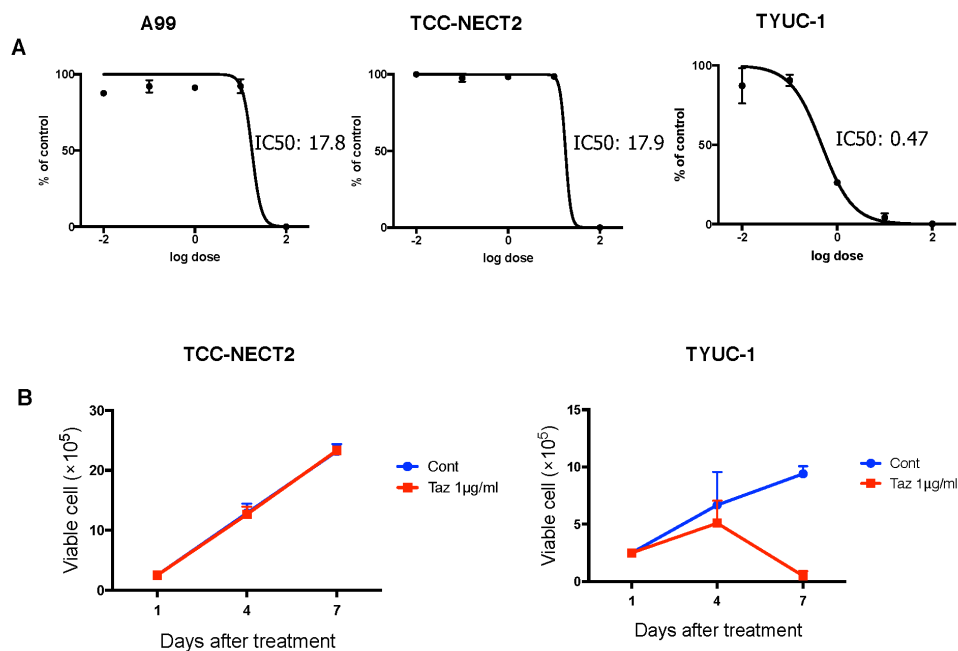 A99
TCC-NECT2
TYUC-1
A
% of control
100
50
0
IC50: 17.8
-2
0
2
log dose
% of control
100
50
0
IC50: 17.9
-2
0
2
log dose
% of control
100
50
0
IC50: 0.47
-2
0
2
log dose
TCC-NECT2
TYUC-1
B
Viable cell (×10⁵)
30
20
10
0
1
4
7
Days after treatment
Cont
Taz 1μg/ml
Viable cell (×10⁵)
15
10
5
0
1
4
7
Days after treatment
Cont
Taz 1μg/ml